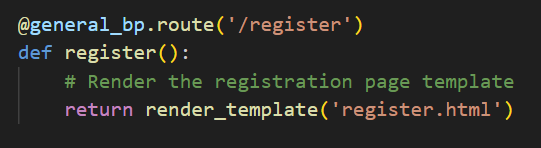 @general_bp.route('/register')
def register():
    # Render the registration page template
    return render_template('register.html')